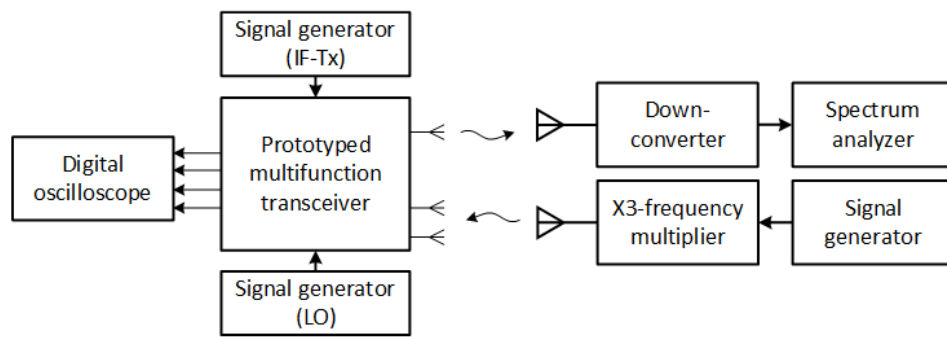 Signal generator
(IF-Tx)
Digital
oscilloscope
Prototyped
multifunction
transceiver
Down-
converter
Spectrum
analyzer
X3-frequency
multiplier
Signal
generator
Signal generator
(LO)